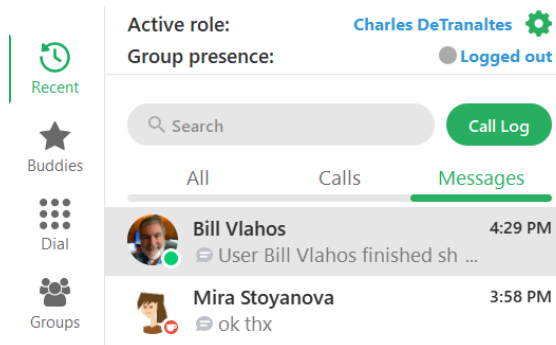 Active role: Charles DeTranaltes
Group presence: Logged out
Recent
Search
Call Log
Buddies
All Calls Messages
Bill Vlahos 4:29 PM
User Bill Vlahos finished sh ...
Dial
Mira Stoyanova 3:58 PM
ok thx
Groups